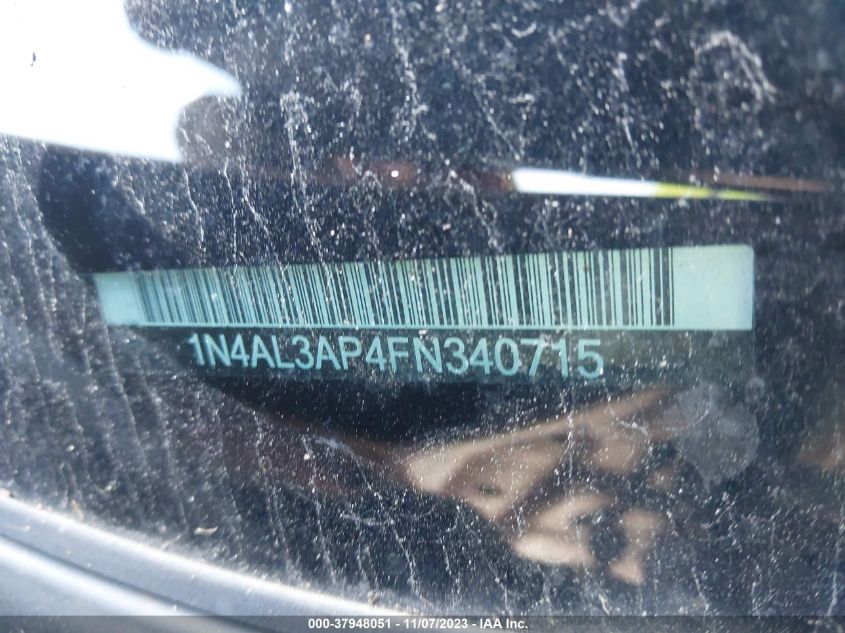 1N4AL3AP4FN340715
000-37948051 — 11/07/2023 — IAA Inc.